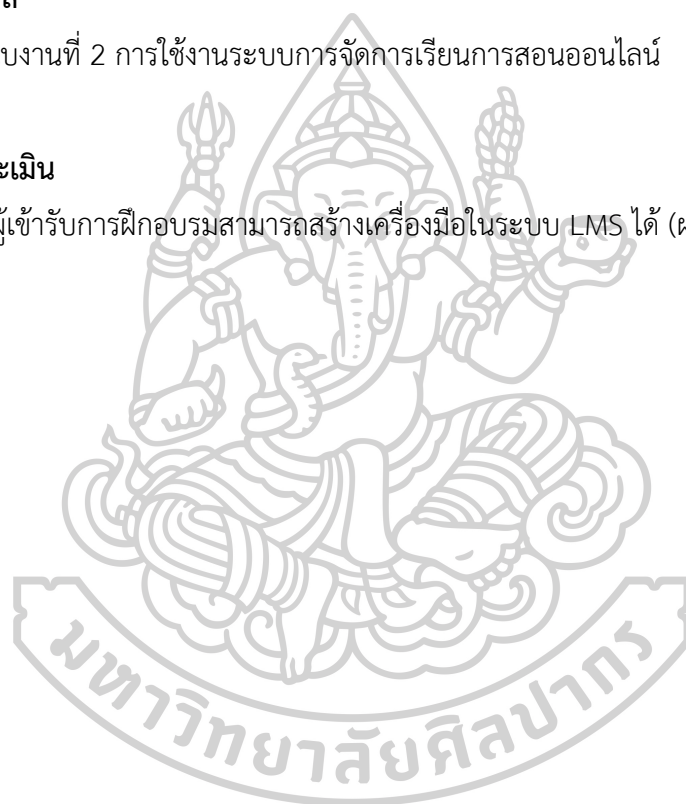 บงานที่ 2 การใช้งานระบบการจัดการเรียนการสอนออนไลน์
ะเมิน
ผู้เข้ารับการฝึกอบรมสามารถสร้างเครื่องมือในระบบ LMS ได้ (ผ
มหาวิทยาลัยศิลปากร